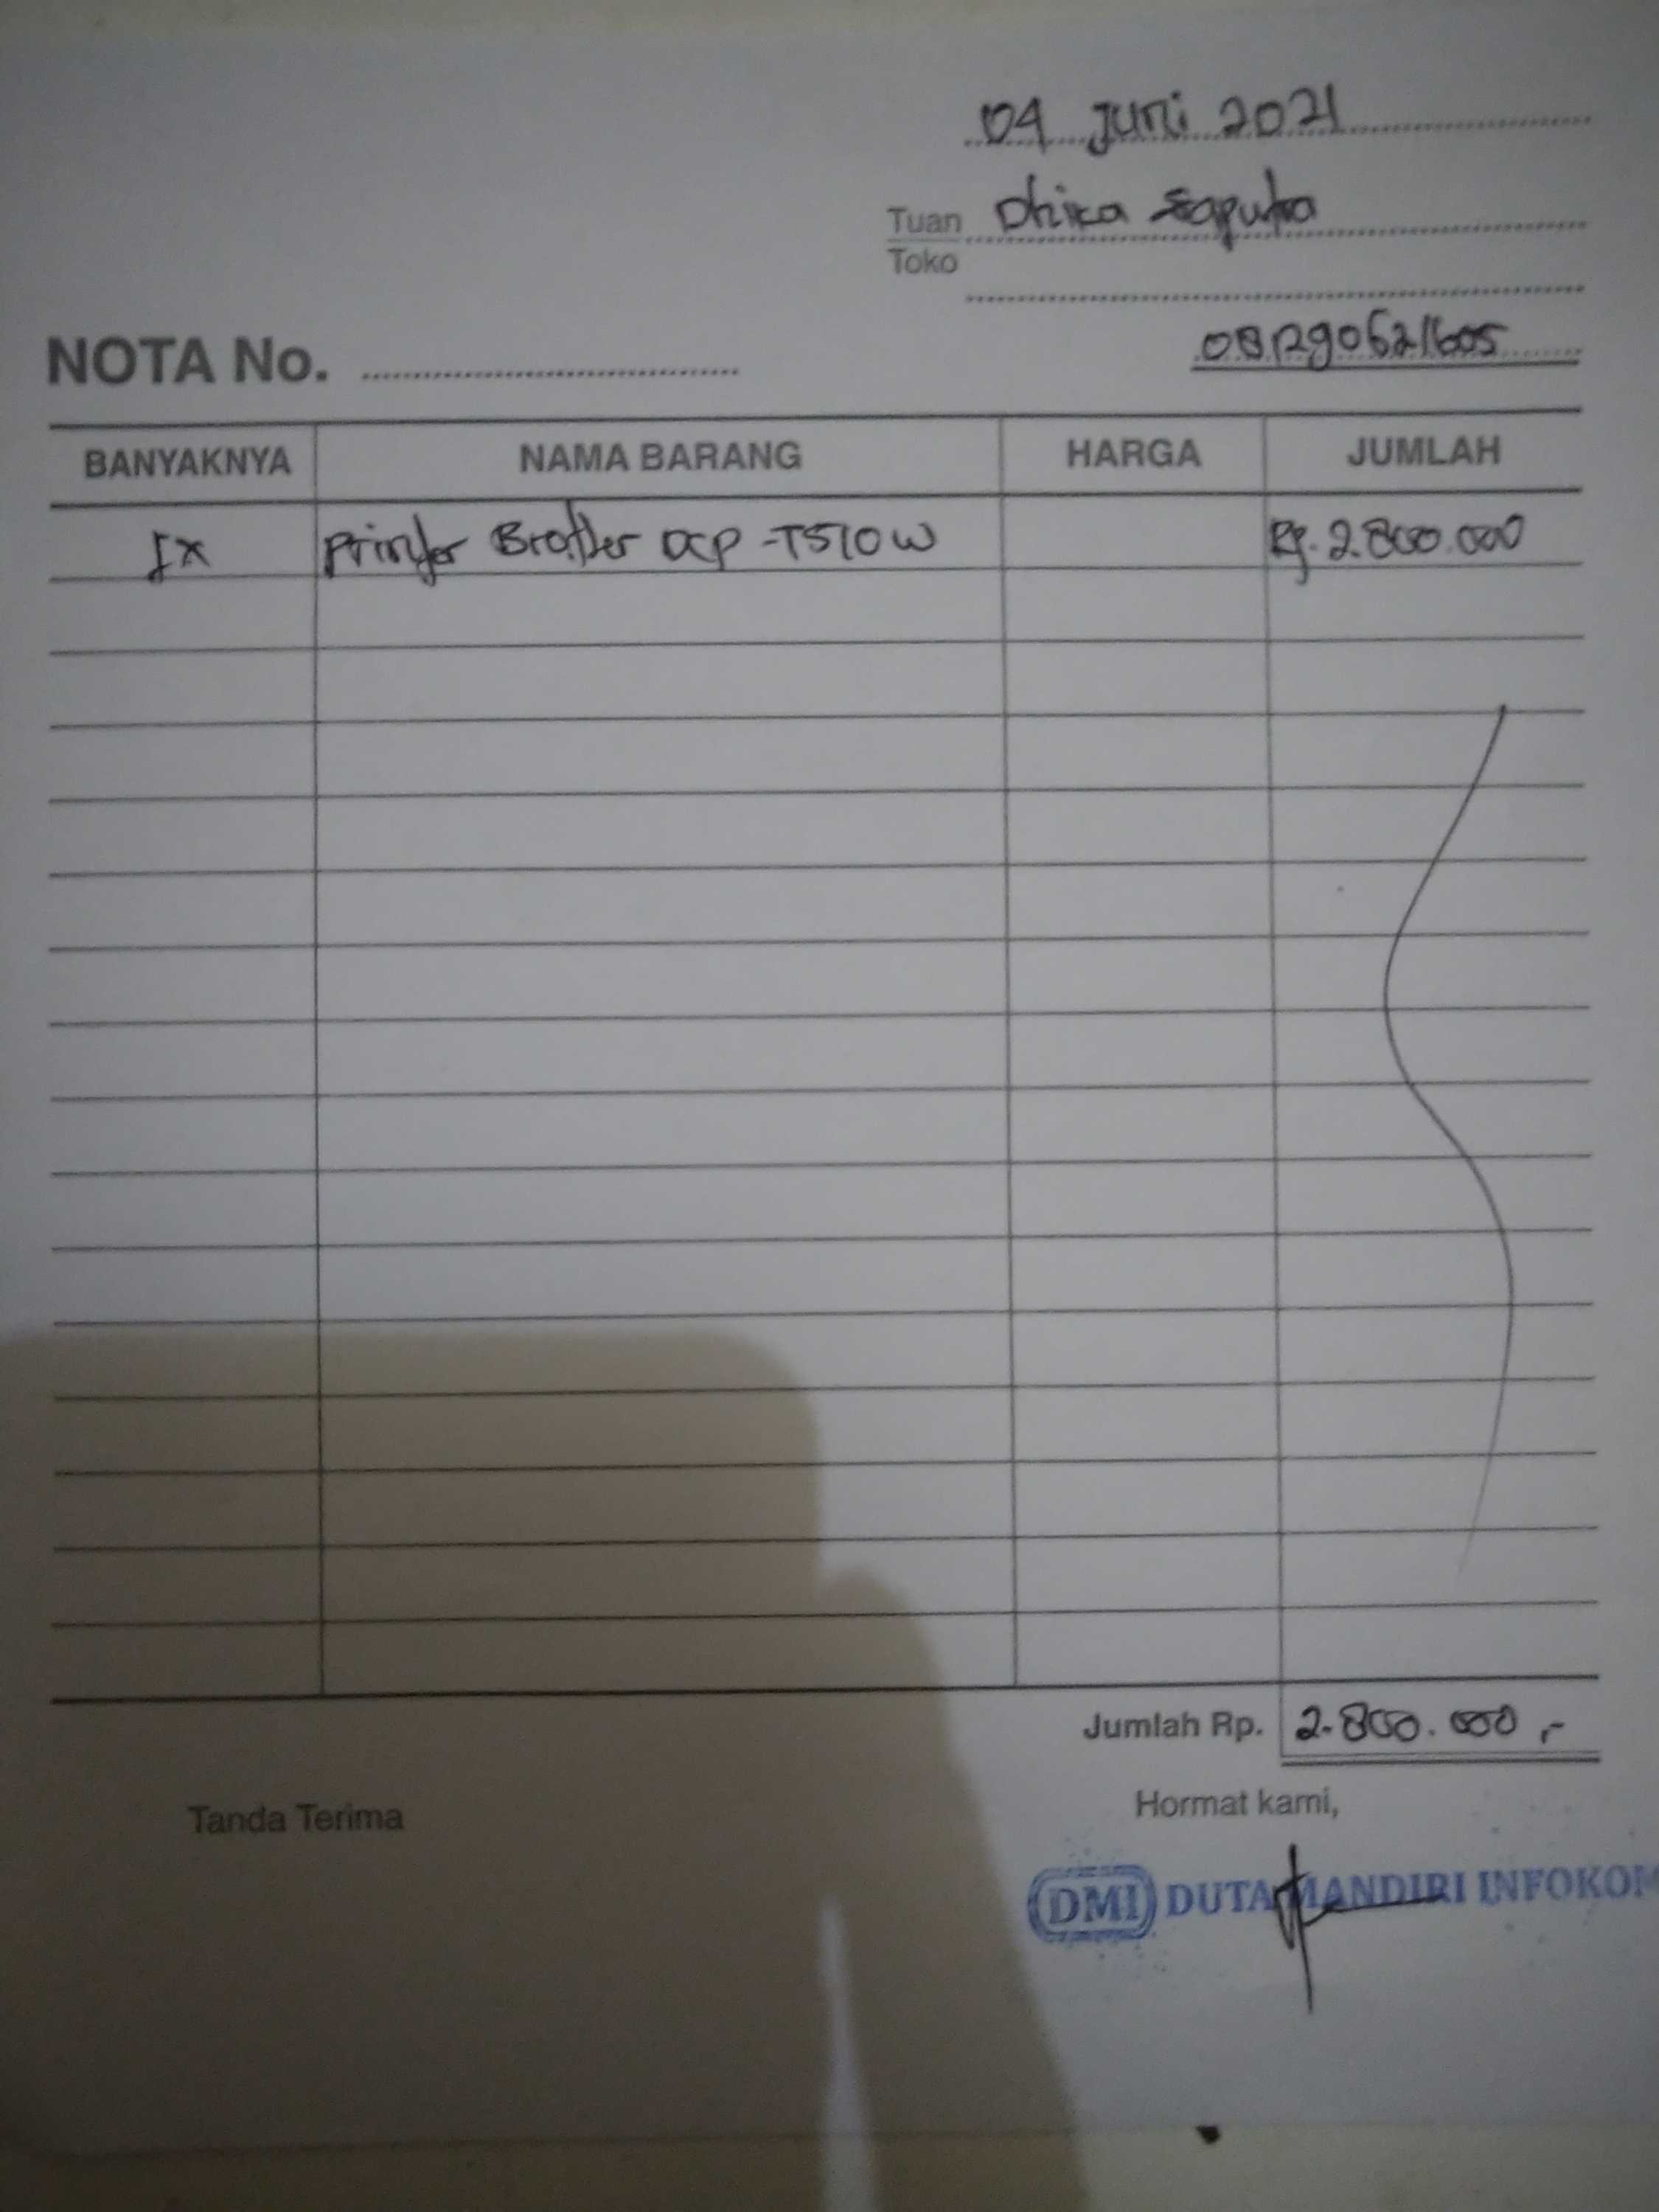 04 Juni 2021
Tuan Dhika Saputra
Toko
NOTA No.
081290621605
BANYAKNYA NAMA BARANG HARGA JUMLAH
1x Printer Brother DCP-T510W Rp. 2.800.000
Jumlah Rp. 2.800.000,-
Tanda Terima Hormat kami,
DMI DUTA MANDIRI INFOKOM